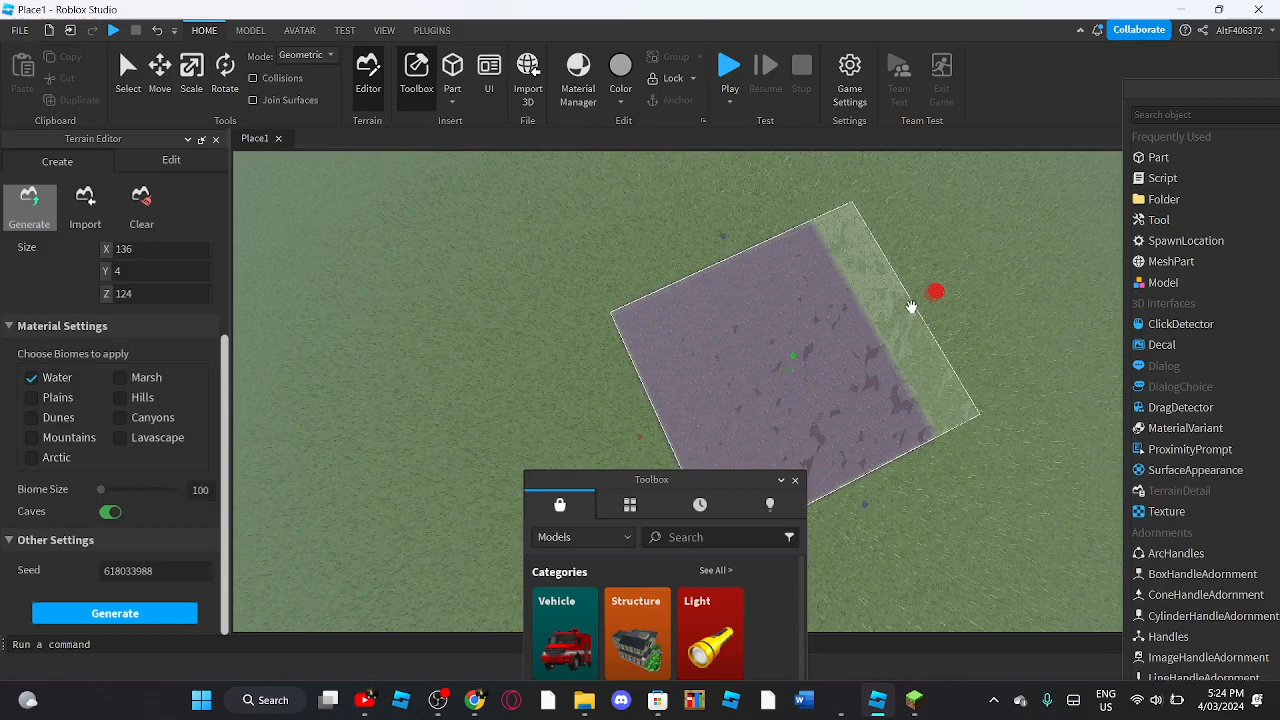 Place1 - Roblox Studio
FILE HOME MODEL AVATAR TEST VIEW PLUGINS Collaborate AEF406372
Paste Copy Cut Duplicate Clipboard
Select Move Scale Rotate Mode: Geometric Collisions Join Surfaces Tools
Editor Terrain
Toolbox Part UI Insert
Import 3D File
Material Manager Color Group Lock Anchor Edit
Play Resume Stop Test
Game Settings Settings
Team Test Exit Game Team Test
Terrain Editor
Create Edit
Generate Import Clear
Size X 136
Y 4
Z 124
Material Settings
Choose Biomes to apply
Water Marsh
Plains Hills
Dunes Canyons
Mountains Lavascape
Arctic
Biome Size 100
Caves
Other Settings
Seed 618033988
Generate
Run a command
Place1
Toolbox
Models Search
Categories See All >
Vehicle Structure Light
Search object
Frequently Used
Part
Script
Folder
Tool
SpawnLocation
MeshPart
Model
3D Interfaces
ClickDetector
Decal
Dialog
DialogChoice
DragDetector
MaterialVariant
ProximityPrompt
SurfaceAppearance
TerrainDetail
Texture
Adornments
ArcHandles
BoxHandleAdornment
ConeHandleAdornment
CylinderHandleAdornment
Handles
ImageHandleAdornment
LineHandleAdornment
Search
ENG
AU
5:24 PM
4/03/2024